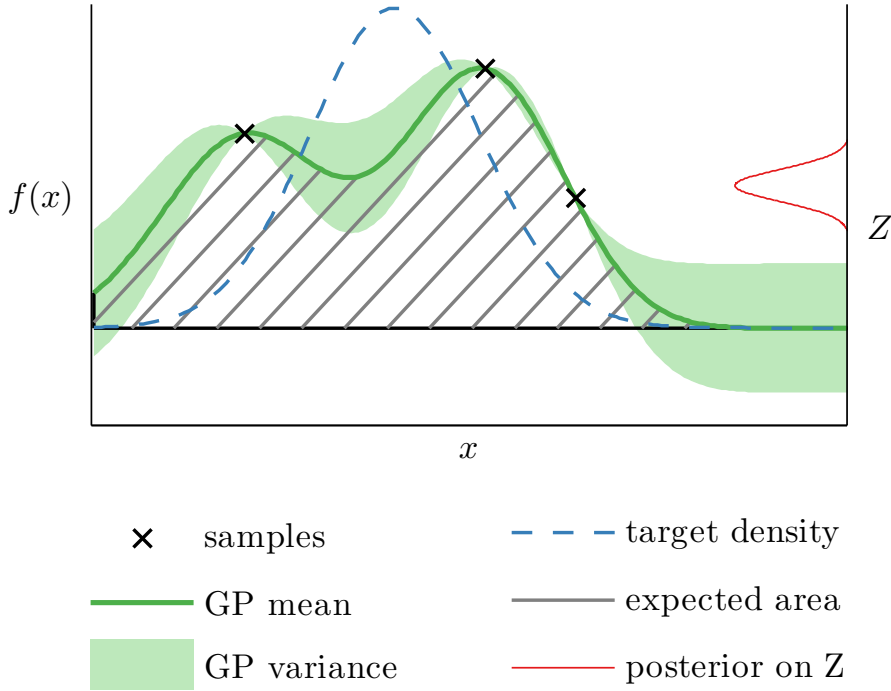 f(x)
Z
x
samples
target density
GP mean
expected area
GP variance
posterior on Z